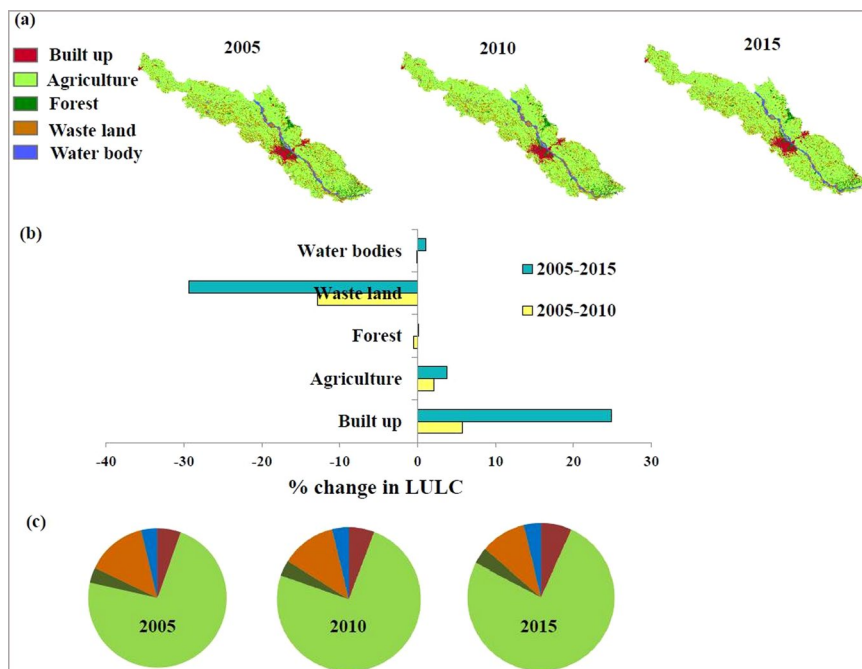 (a)
2005
2010
2015
Built up
Agriculture
Forest
Waste land
Water body
(b)
Water bodies
Waste land
Forest
Agriculture
Built up
2005-2015
2005-2010
-40 -30 -20 -10 0 10 20 30
% change in LULC
(c)
2005
2010
2015